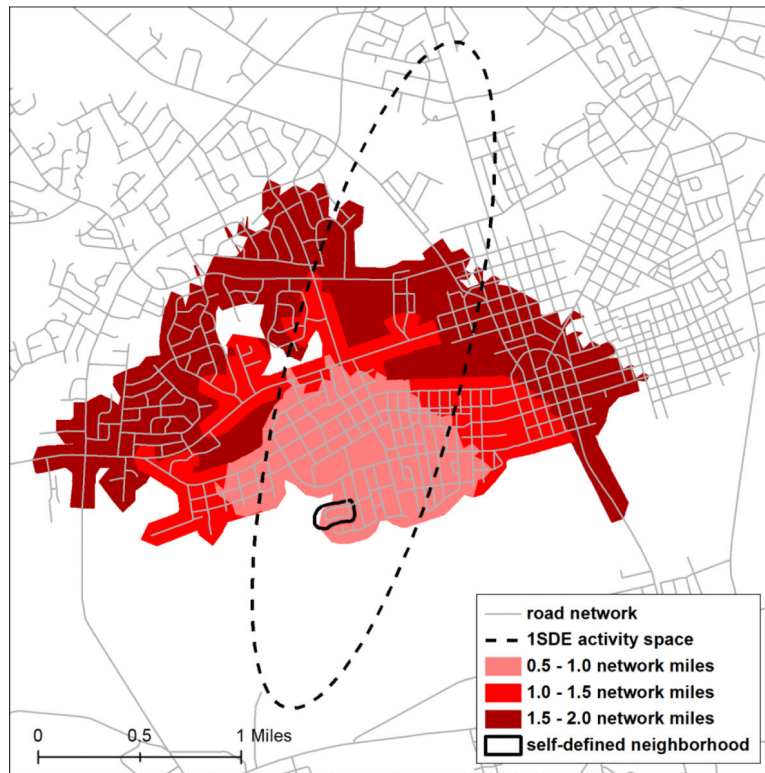 road network
1SDE activity space
0.5 - 1.0 network miles
1.0 - 1.5 network miles
1.5 - 2.0 network miles
self-defined neighborhood
0 0.5 1 Miles